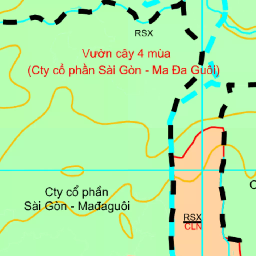 RSX
Vườn cây 4 mùa
(Cty cổ phần Sài Gòn - Ma Đa Guôi)
Cty cổ phần
Sài Gòn - Mađaguôi
RSX
CLN